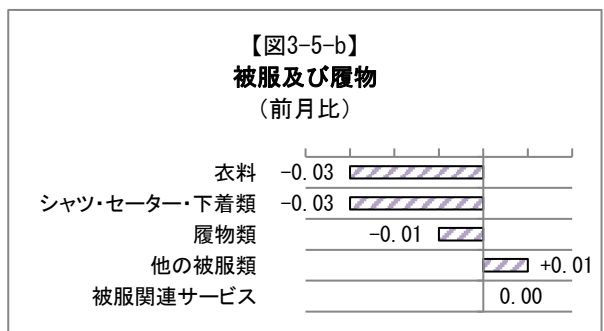 【図3-5-b】
被服及び履物
（前月比）
衣料 -0.03
シャツ・セーター・下着類 -0.03
履物類 -0.01
他の被服類 +0.01
被服関連サービス 0.00